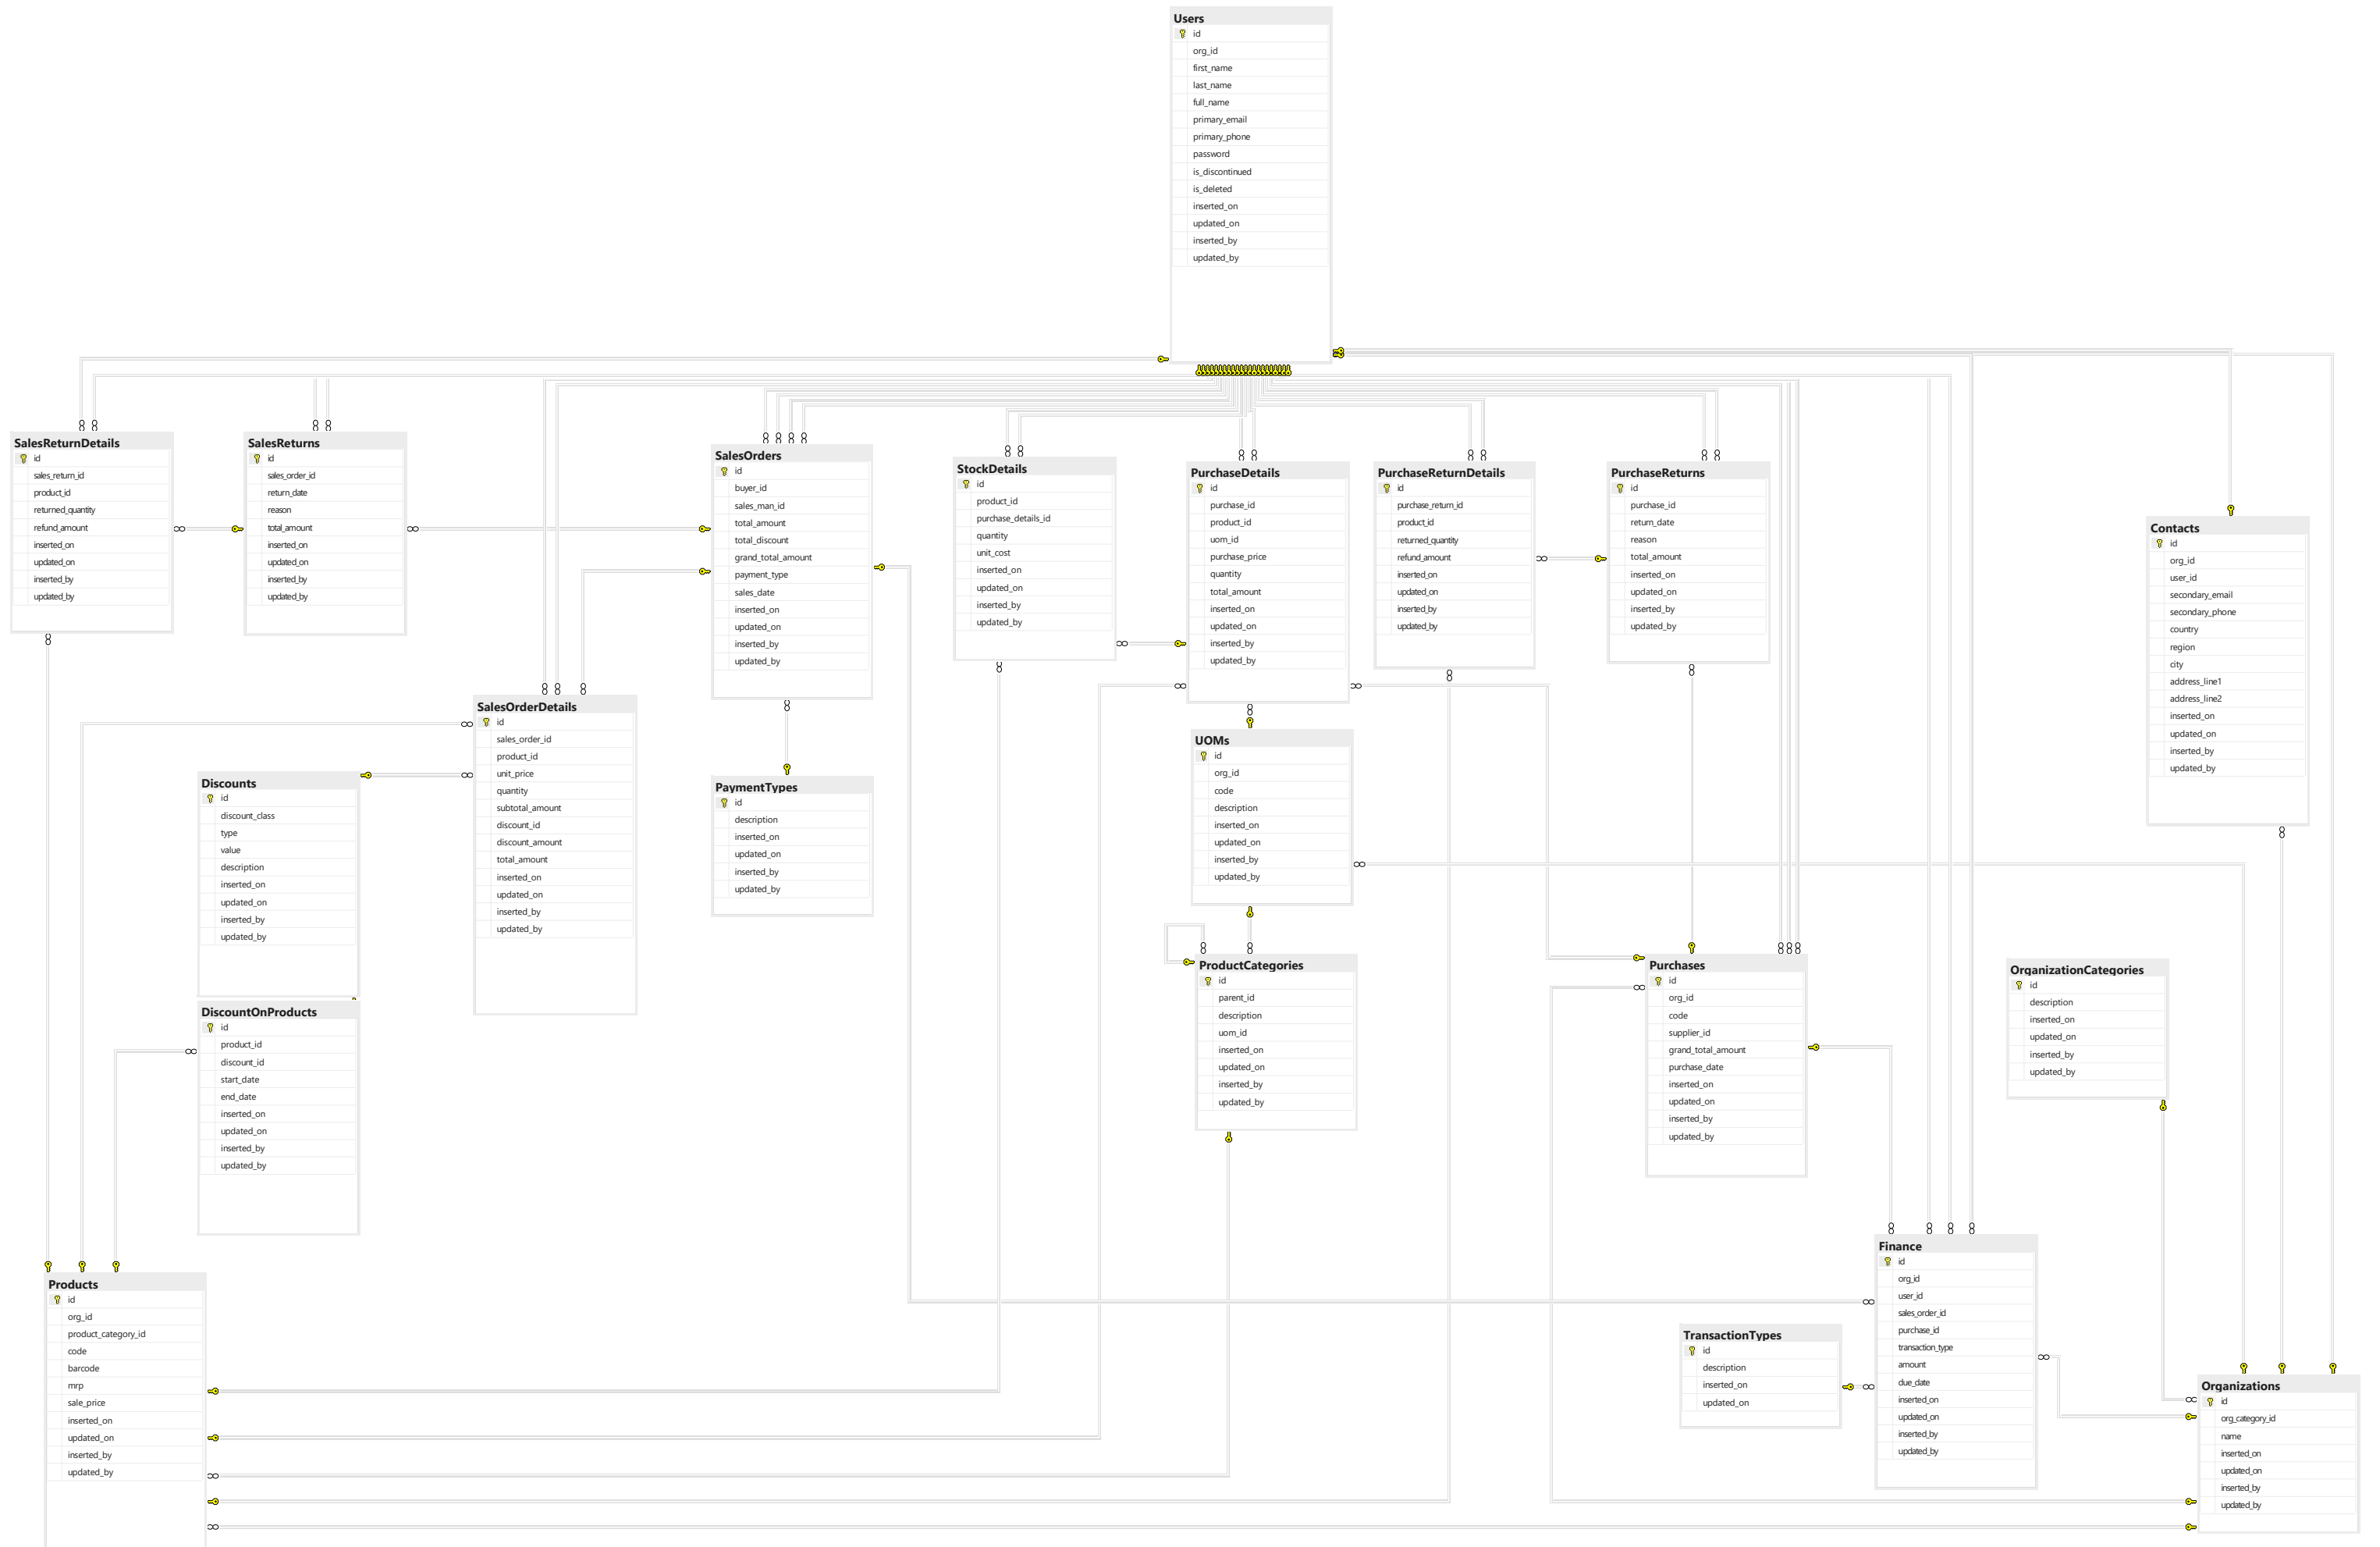 Users
id
org_id
first_name
last_name
full_name
primary_email
primary_phone
password
is_discontinued
is_deleted
inserted_on
updated_on
inserted_by
updated_by
SalesReturnDetails
id
sales_return_id
product_id
returned_quantity
refund_amount
inserted_on
updated_on
inserted_by
updated_by
SalesReturns
id
sales_order_id
return_date
reason
total_amount
inserted_on
updated_on
inserted_by
updated_by
SalesOrders
id
buyer_id
sales_man_id
total_amount
total_discount
grand_total_amount
payment_type
sales_date
inserted_on
updated_on
inserted_by
updated_by
StockDetails
id
product_id
purchase_details_id
quantity
unit_cost
inserted_on
updated_on
inserted_by
updated_by
PurchaseDetails
id
purchase_id
product_id
uom_id
purchase_price
quantity
total_amount
inserted_on
updated_on
inserted_by
updated_by
PurchaseReturnDetails
id
purchase_return_id
product_id
returned_quantity
refund_amount
inserted_on
updated_on
inserted_by
updated_by
PurchaseReturns
id
purchase_id
return_date
reason
total_amount
inserted_on
updated_on
inserted_by
updated_by
Contacts
id
org_id
user_id
secondary_email
secondary_phone
country
region
city
address_line1
address_line2
inserted_on
updated_on
inserted_by
updated_by
SalesOrderDetails
id
sales_order_id
product_id
unit_price
quantity
subtotal_amount
discount_id
discount_amount
total_amount
inserted_on
updated_on
inserted_by
updated_by
Discounts
id
discount_class
type
value
description
inserted_on
updated_on
inserted_by
updated_by
PaymentTypes
id
description
inserted_on
updated_on
inserted_by
updated_by
UOMs
id
org_id
code
description
inserted_on
updated_on
inserted_by
updated_by
ProductCategories
id
parent_id
description
uom_id
inserted_on
updated_on
inserted_by
updated_by
Purchases
id
org_id
code
supplier_id
grand_total_amount
purchase_date
inserted_on
updated_on
inserted_by
updated_by
OrganizationCategories
id
description
inserted_on
updated_on
inserted_by
updated_by
DiscountOnProducts
id
product_id
discount_id
start_date
end_date
inserted_on
updated_on
inserted_by
updated_by
Products
id
org_id
product_category_id
code
barcode
mrp
sale_price
inserted_on
updated_on
inserted_by
updated_by
Finance
id
org_id
user_id
sales_order_id
purchase_id
transaction_type
amount
due_date
inserted_on
updated_on
inserted_by
updated_by
TransactionTypes
id
description
inserted_on
updated_on
Organizations
id
org_category_id
name
inserted_on
updated_on
inserted_by
updated_by